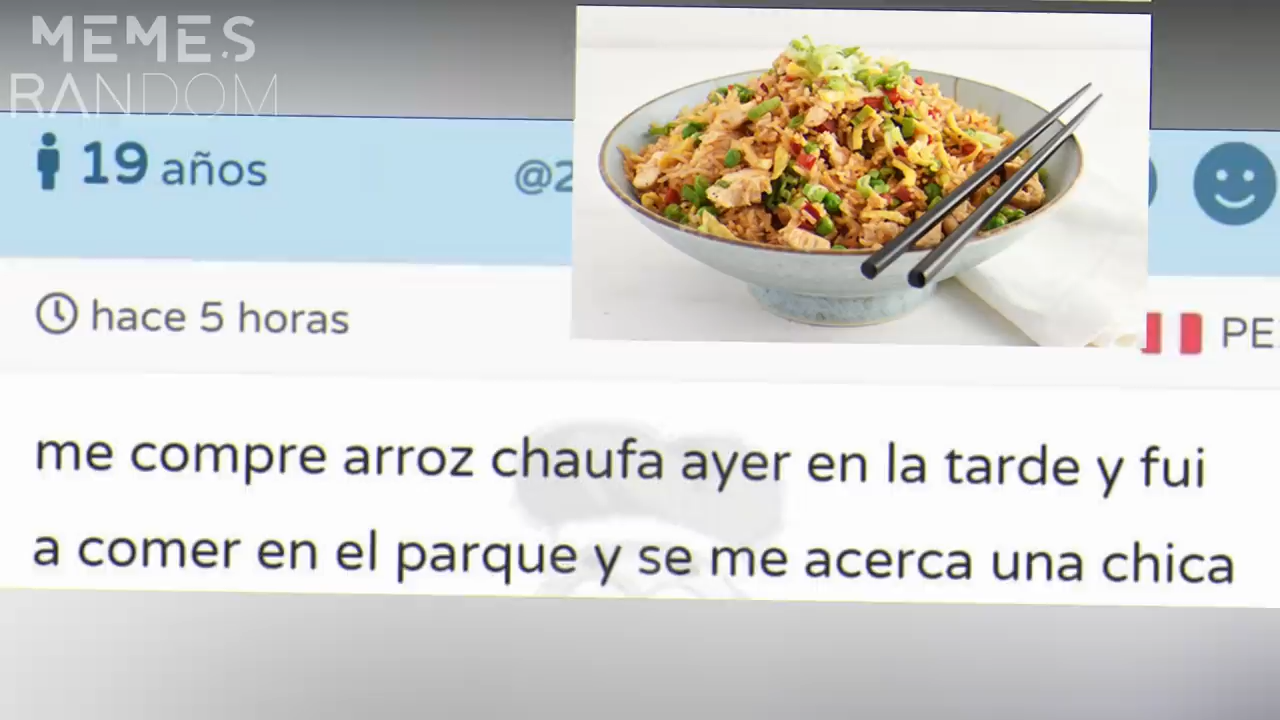 MEMES
RANDOM
19 años
@2
hace 5 horas
PE
me compre arroz chaufa ayer en la tarde y fui
a comer en el parque y se me acerca una chica